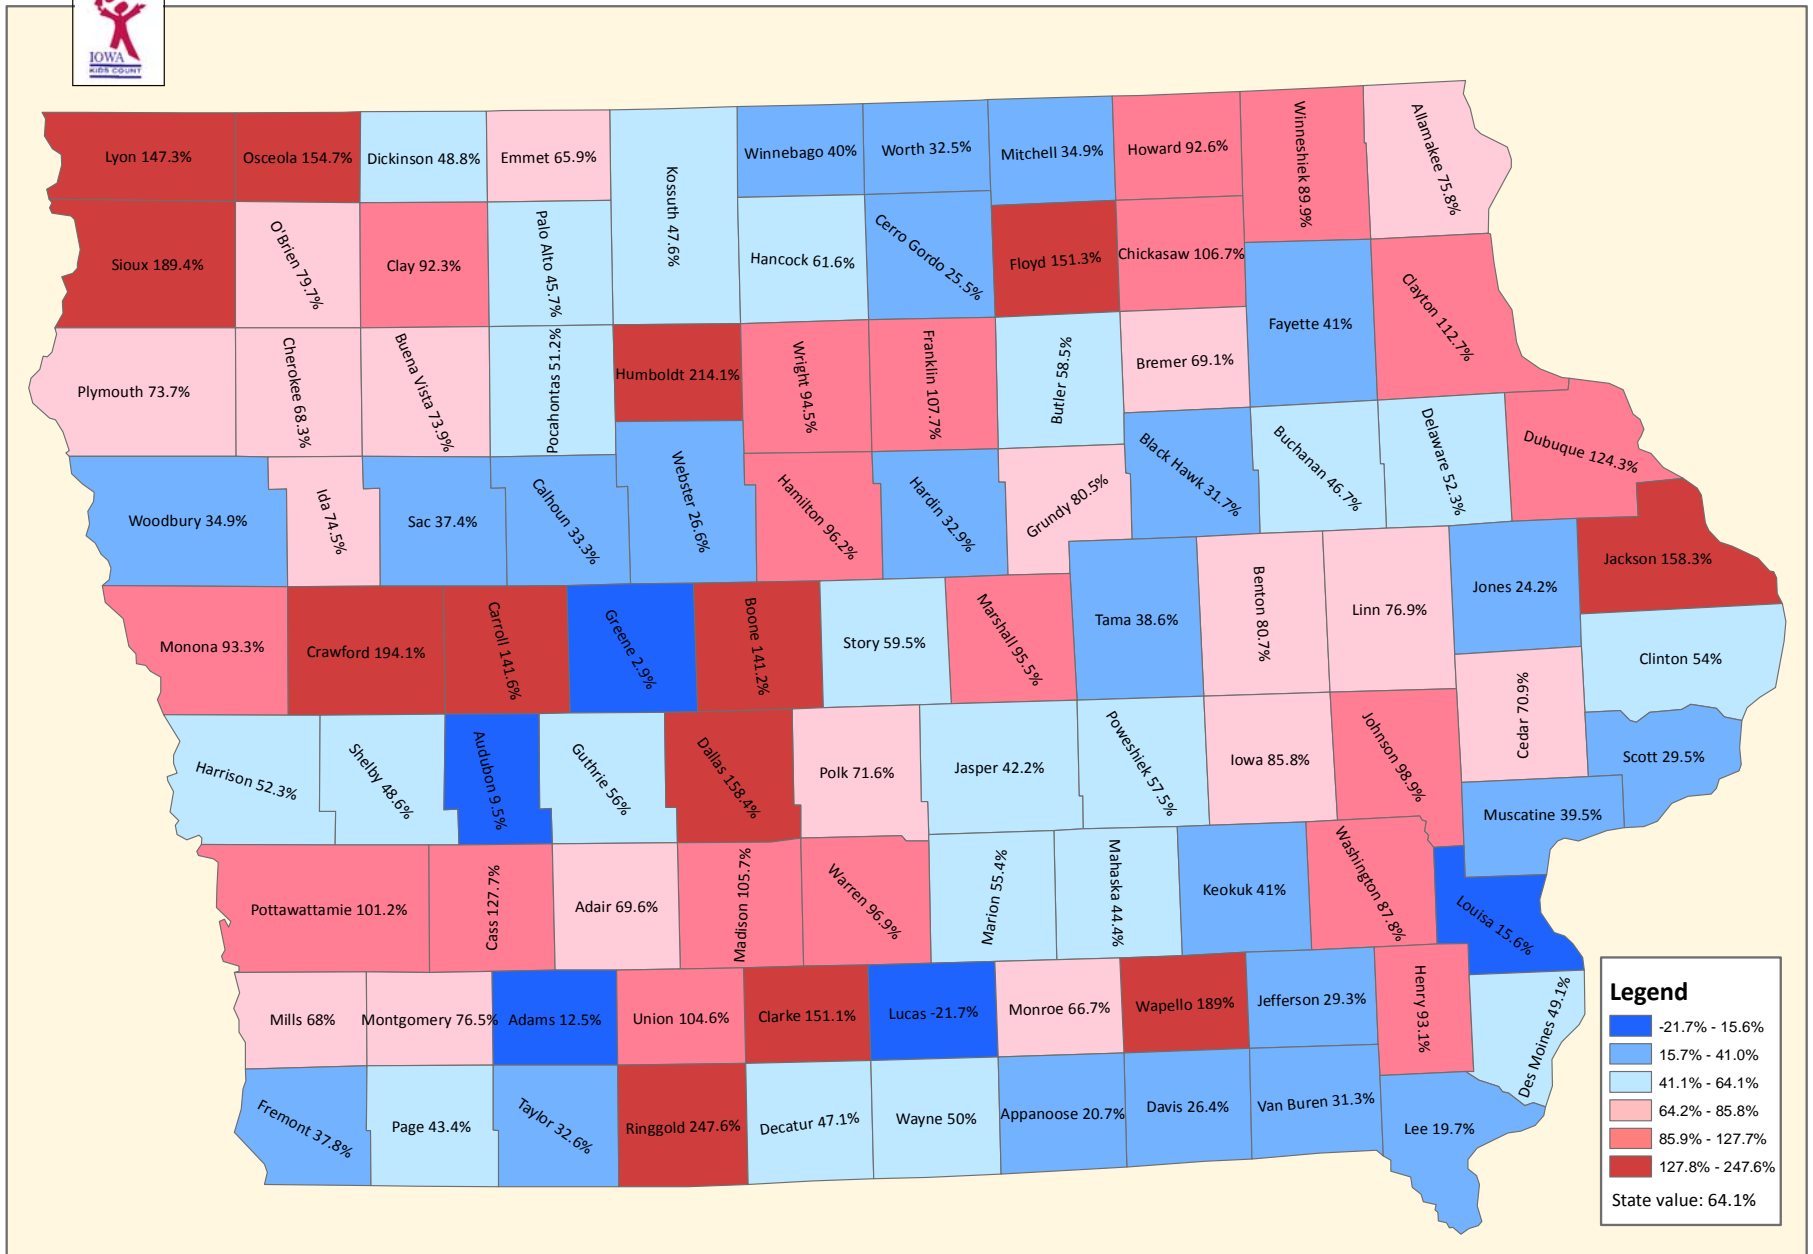 IOWA
KIDS COUNT
Lyon 147.3%
Osceola 154.7%
Dickinson 48.8%
Emmet 65.9%
Kossuth 47.6%
Winnebago 40%
Worth 32.5%
Mitchell 34.9%
Howard 92.6%
Winneshiek 89.9%
Allamakee 75.8%
Sioux 189.4%
O'Brien 79.7%
Clay 92.3%
Palo Alto 45.7%
Hancock 61.6%
Cerro Gordo 25.5%
Floyd 151.3%
Chickasaw 106.7%
Fayette 41%
Clayton 112.7%
Plymouth 73.7%
Cherokee 68.3%
Buena Vista 73.9%
Pocahontas 51.2%
Humboldt 214.1%
Wright 94.5%
Franklin 107.7%
Butler 58.5%
Bremer 69.1%
Black Hawk 31.7%
Buchanan 46.7%
Delaware 52.3%
Dubuque 124.3%
Woodbury 34.9%
Ida 74.5%
Sac 37.4%
Calhoun 33.3%
Webster 26.6%
Hamilton 96.2%
Hardin 32.9%
Grundy 80.5%
Tama 38.6%
Benton 80.7%
Linn 76.9%
Jones 24.2%
Jackson 158.3%
Monona 93.3%
Crawford 194.1%
Carroll 141.6%
Greene 2.9%
Boone 141.2%
Story 59.5%
Marshall 95.5%
Clinton 54%
Cedar 70.9%
Scott 29.5%
Harrison 52.3%
Shelby 48.6%
Audubon 9.5%
Guthrie 56%
Dallas 158.4%
Polk 71.6%
Jasper 42.2%
Poweshiek 57.5%
Iowa 85.8%
Johnson 98.9%
Muscatine 39.5%
Pottawattamie 101.2%
Cass 127.7%
Adair 69.6%
Madison 105.7%
Warren 96.9%
Marion 55.4%
Mahaska 44.4%
Keokuk 41%
Washington 87.8%
Louisa 15.6%
Mills 68%
Montgomery 76.5%
Adams 12.5%
Union 104.6%
Clarke 151.1%
Lucas -21.7%
Monroe 66.7%
Wapello 189%
Jefferson 29.3%
Henry 93.1%
Des Moines 49.1%
Fremont 37.8%
Page 43.4%
Taylor 32.6%
Ringgold 247.6%
Decatur 47.1%
Wayne 50%
Appanoose 20.7%
Davis 26.4%
Van Buren 31.3%
Lee 19.7%
Legend
-21.7% - 15.6%
15.7% - 41.0%
41.1% - 64.1%
64.2% - 85.8%
85.9% - 127.7%
127.8% - 247.6%
State value: 64.1%